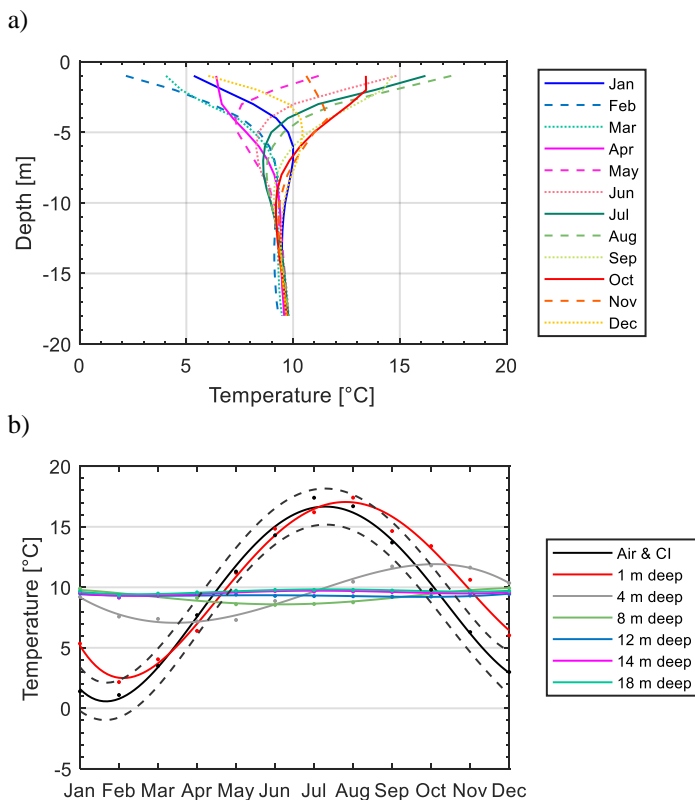 a)
0
-5
-10
-15
-20
Depth [m]
0 5 10 15 20
Temperature [°C]
Jan
Feb
Mar
Apr
May
Jun
Jul
Aug
Sep
Oct
Nov
Dec
b)
20
15
10
5
0
-5
Temperature [°C]
Jan Feb Mar Apr May Jun Jul Aug Sep Oct Nov Dec
Air & CI
1 m deep
4 m deep
8 m deep
12 m deep
14 m deep
18 m deep